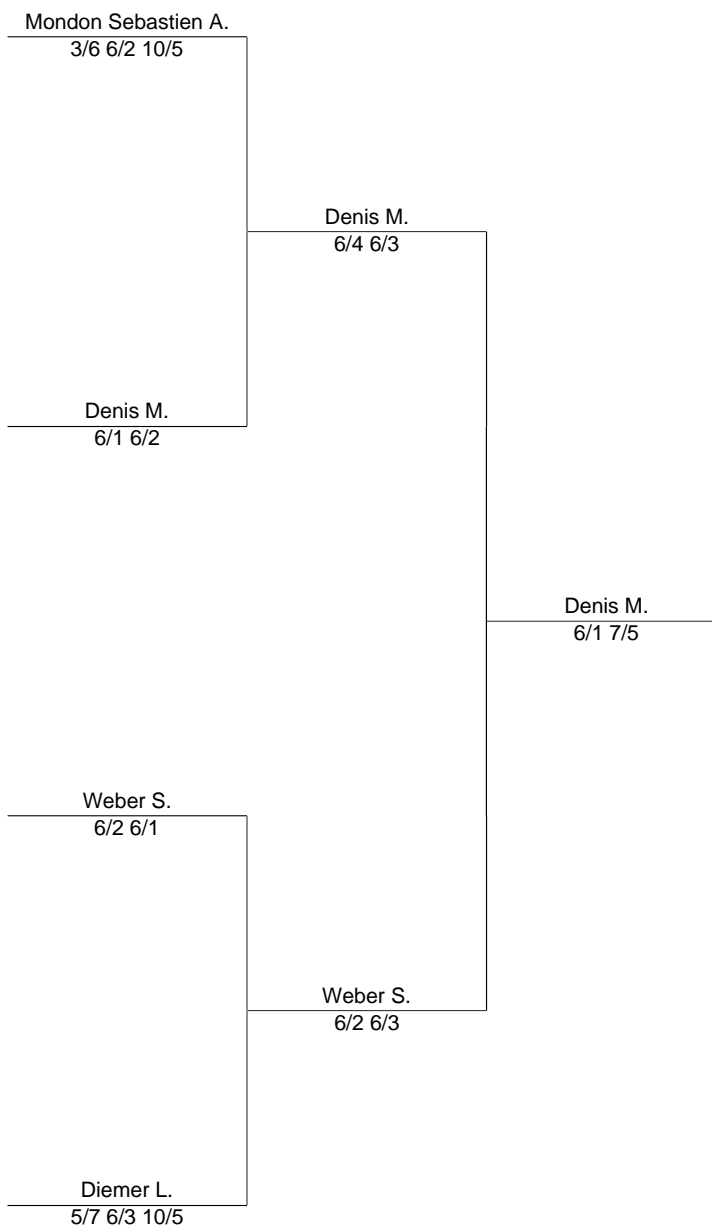 Mondon Sebastien A.
3/6 6/2 10/5
Denis M.
6/4 6/3
Denis M.
6/1 6/2
Denis M.
6/1 7/5
Weber S.
6/2 6/1
Weber S.
6/2 6/3
Diemer L.
5/7 6/3 10/5